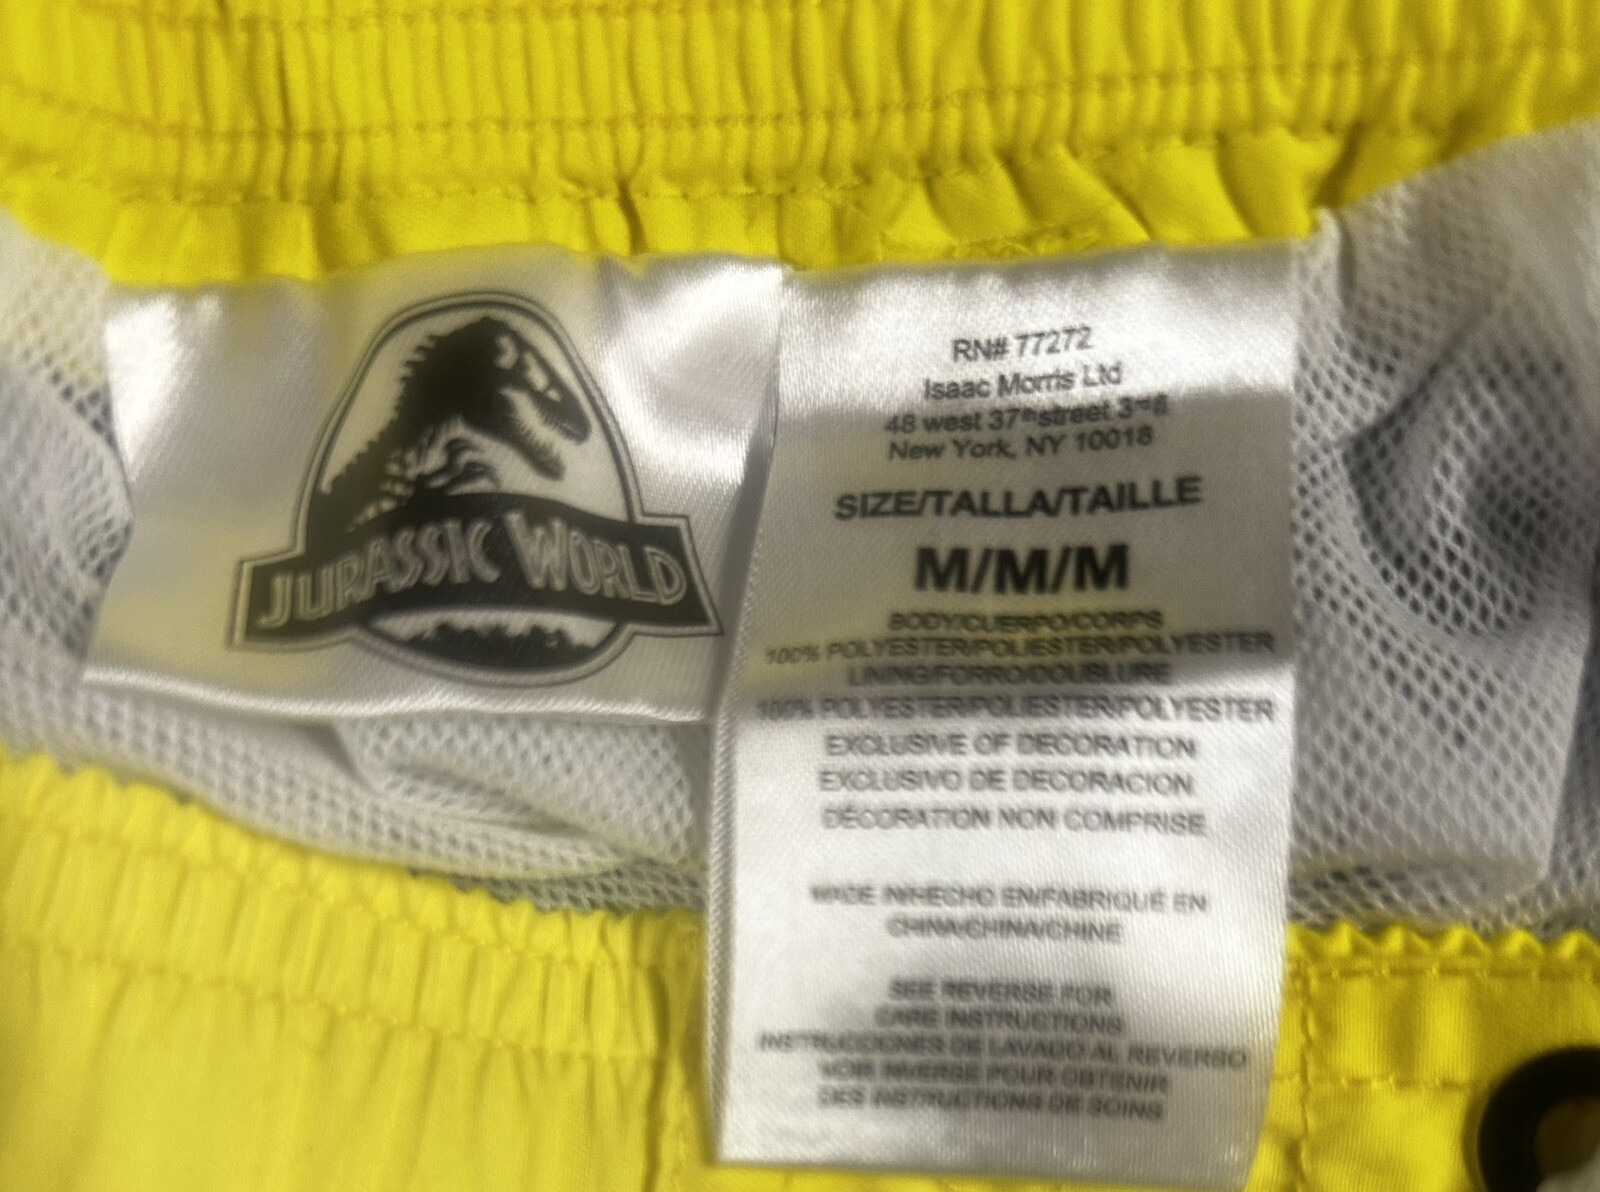 JURASSIC WORLD
RN# 77272
Isaac Morris Ltd
48 west 37th street 3rd fl
New York, NY 10018
SIZE/TALLA/TAILLE
M/M/M
BODY/CUERPO/CORPS
100% POLYESTER/POLIESTER/POLYESTER
LINING/FORRO/DOUBLURE
100% POLYESTER/POLIESTER/POLYESTER
EXCLUSIVE OF DECORATION
EXCLUSIVO DE DECORACION
DÉCORATION NON COMPRISE
MADE IN/HECHO EN/FABRIQUÉ EN
CHINA/CHINA/CHINE
SEE REVERSE FOR
CARE INSTRUCTIONS
INSTRUCCIONES DE LAVADO AL REVERSO
VOIR INVERSE POUR OBTENIR
DES INSTRUCTIONS DE SOINS